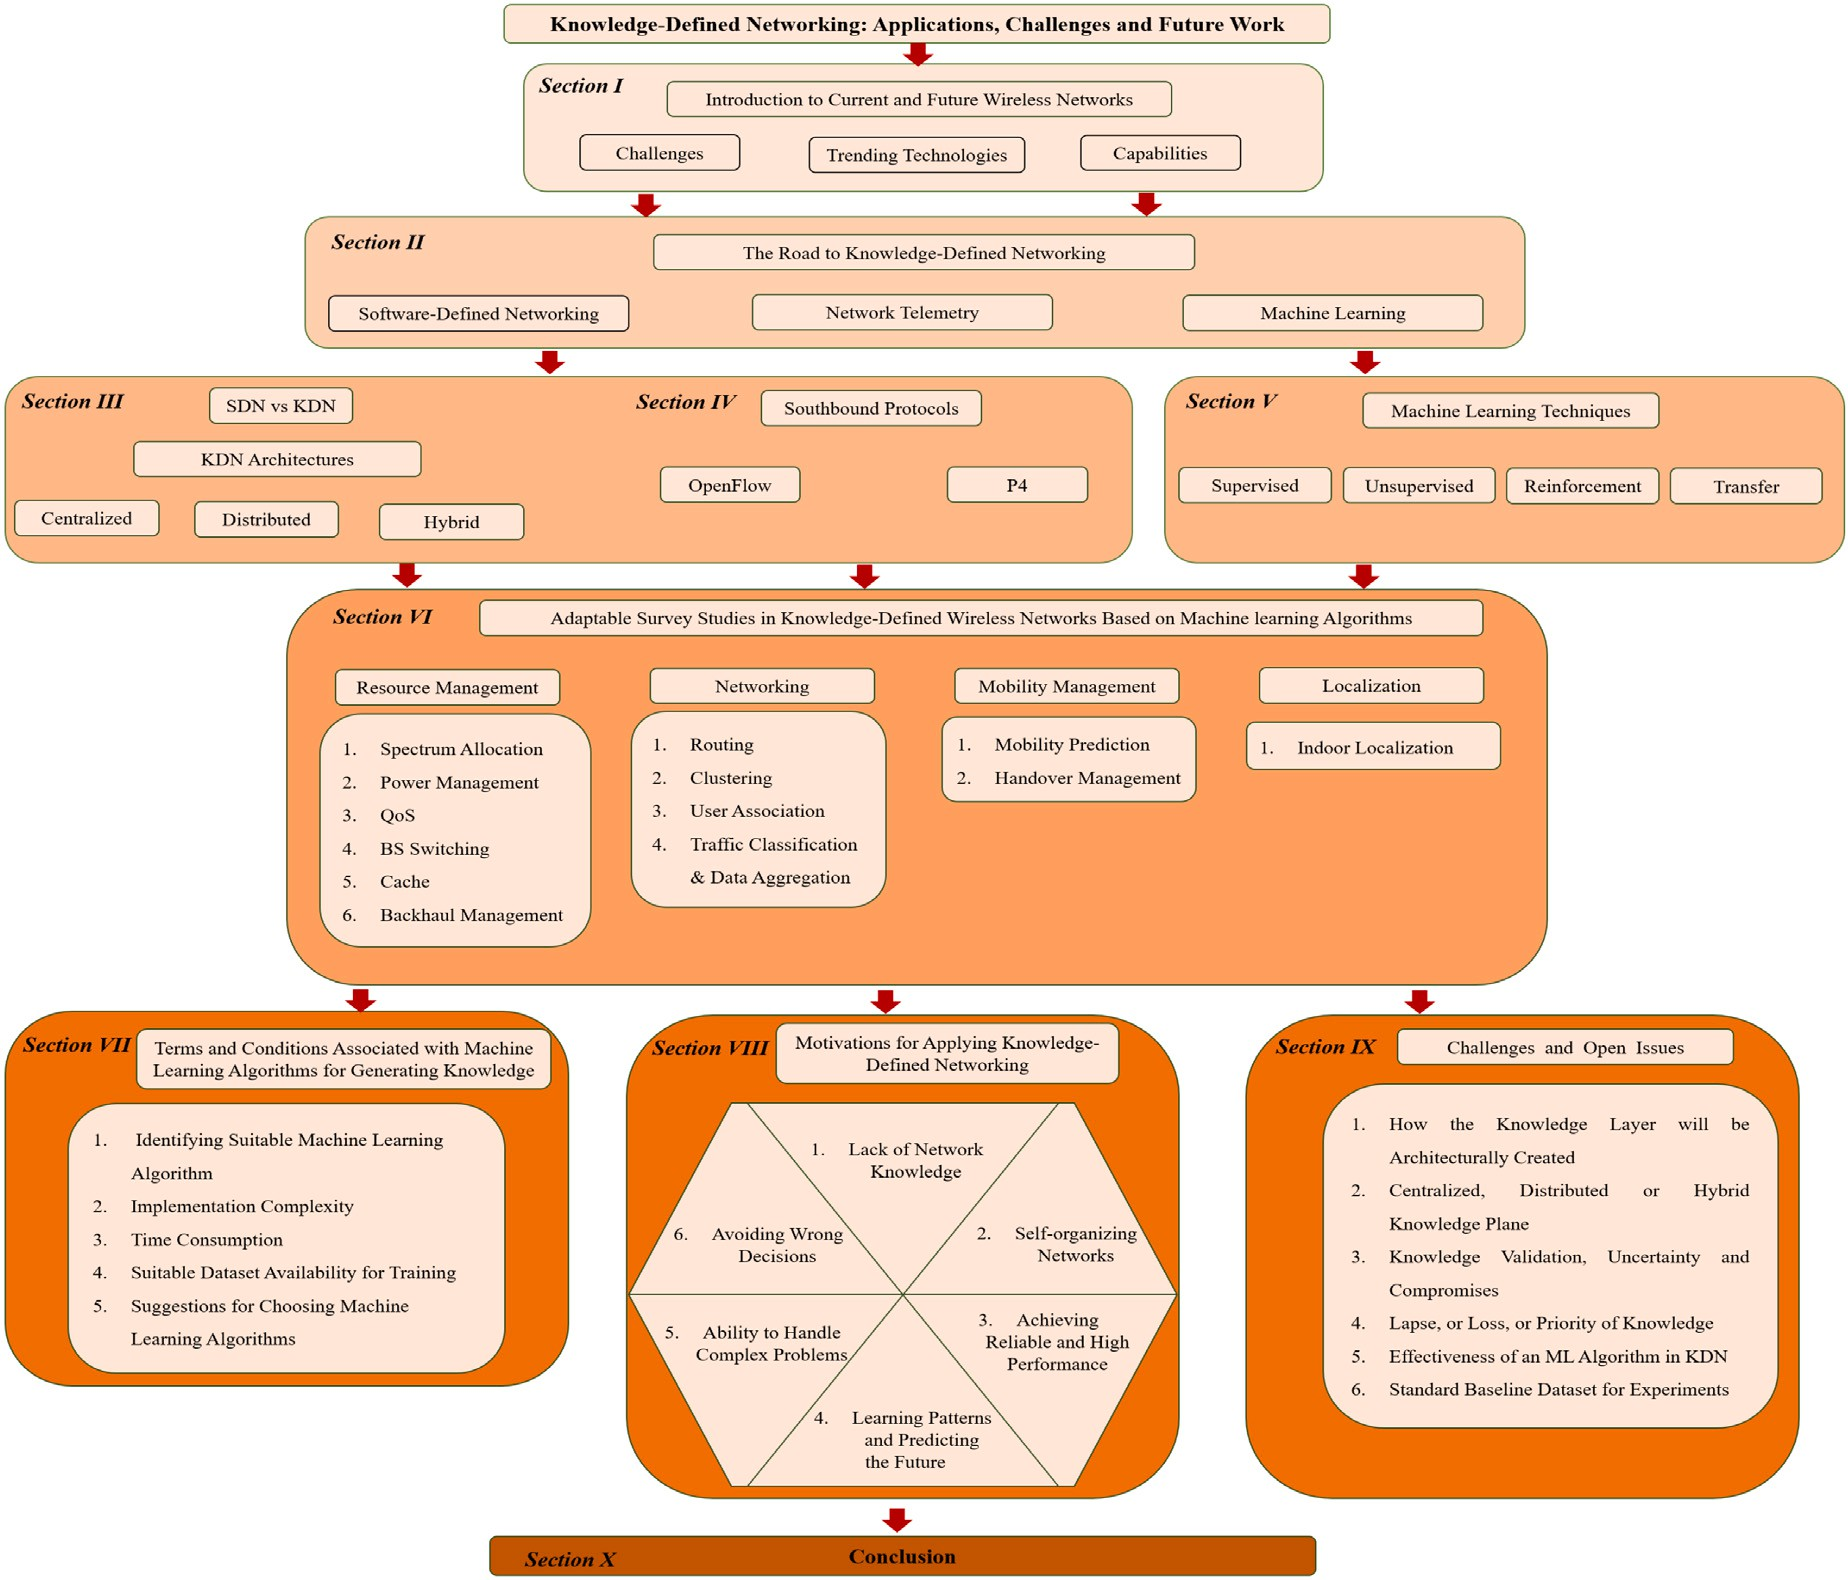 Knowledge-Defined Networking: Applications, Challenges and Future Work
Section I
Introduction to Current and Future Wireless Networks
Challenges
Trending Technologies
Capabilities
Section II
The Road to Knowledge-Defined Networking
Software-Defined Networking
Network Telemetry
Machine Learning
Section III
SDN vs KDN
KDN Architectures
Centralized
Distributed
Hybrid
Section IV
Southbound Protocols
OpenFlow
P4
Section V
Machine Learning Techniques
Supervised
Unsupervised
Reinforcement
Transfer
Section VI
Adaptable Survey Studies in Knowledge-Defined Wireless Networks Based on Machine learning Algorithms
Resource Management
1. Spectrum Allocation
2. Power Management
3. QoS
4. BS Switching
5. Cache
6. Backhaul Management
Networking
1. Routing
2. Clustering
3. User Association
4. Traffic Classification
& Data Aggregation
Mobility Management
1. Mobility Prediction
2. Handover Management
Localization
1. Indoor Localization
Section VII
Terms and Conditions Associated with Machine
Learning Algorithms for Generating Knowledge
1. Identifying Suitable Machine Learning
Algorithm
2. Implementation Complexity
3. Time Consumption
4. Suitable Dataset Availability for Training
5. Suggestions for Choosing Machine
Learning Algorithms
Section VIII
Motivations for Applying Knowledge-
Defined Networking
1. Lack of Network
Knowledge
2. Self-organizing
Networks
3. Achieving
Reliable and High
Performance
4. Learning Patterns
and Predicting
the Future
5. Ability to Handle
Complex Problems
6. Avoiding Wrong
Decisions
Section IX
Challenges and Open Issues
1. How the Knowledge Layer will be
Architecturally Created
2. Centralized, Distributed or Hybrid
Knowledge Plane
3. Knowledge Validation, Uncertainty and
Compromises
4. Lapse, or Loss, or Priority of Knowledge
5. Effectiveness of an ML Algorithm in KDN
6. Standard Baseline Dataset for Experiments
Section X
Conclusion